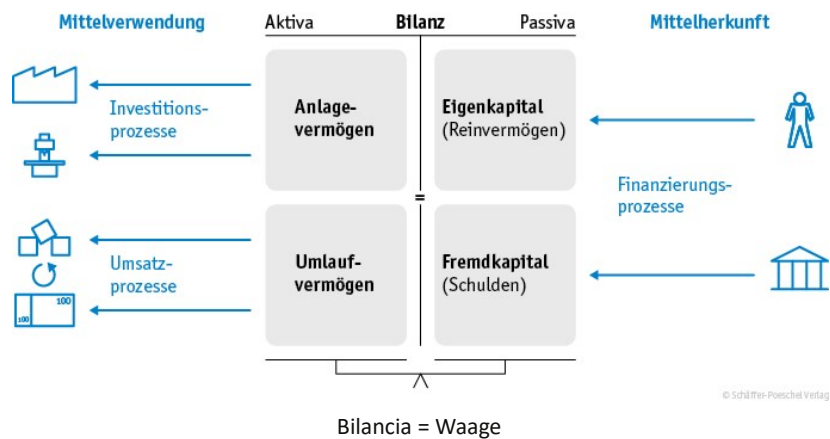 Mittelverwendung
Aktiva
Bilanz
Passiva
Mittelherkunft
Investitions-
prozesse
Anlage-
vermögen
Eigenkapital
(Reinvermögen)
=
Finanzierungs-
prozesse
Umsatz-
prozesse
100
100
Umlauf-
vermögen
Fremdkapital
(Schulden)
© Schäffer-Poeschel Verlag
Bilancia = Waage